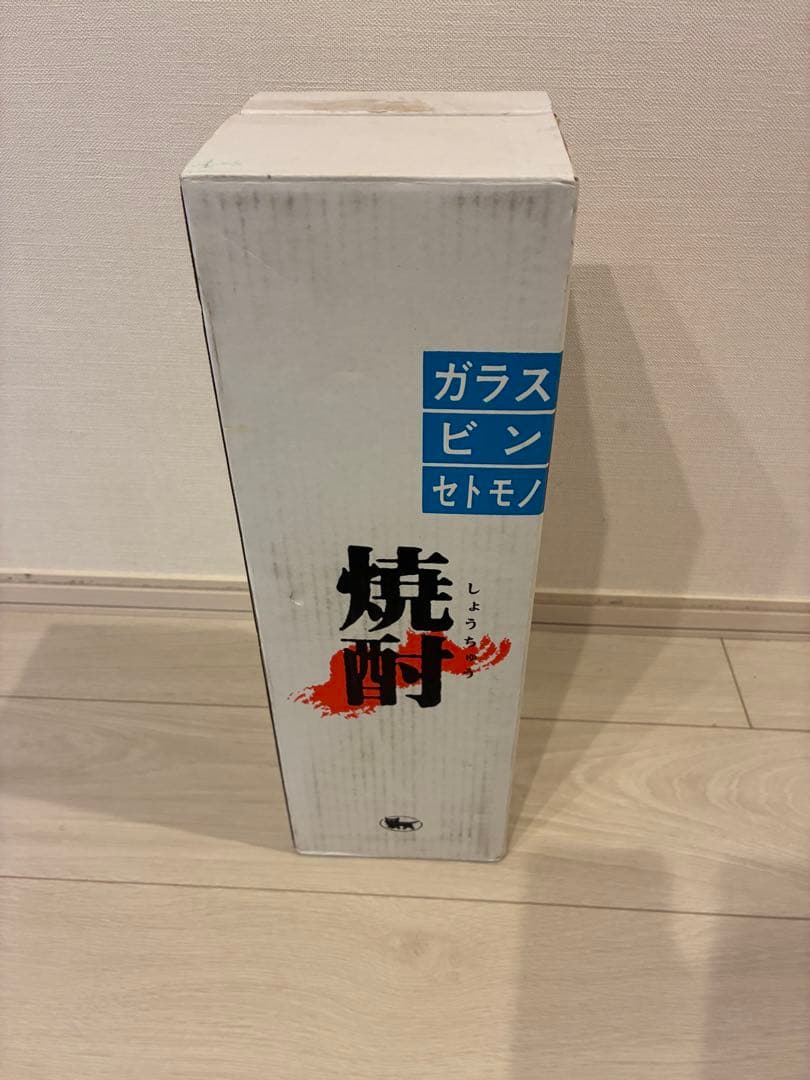 ガラス
ビン
セトモノ
焼酎
しょうちゅう